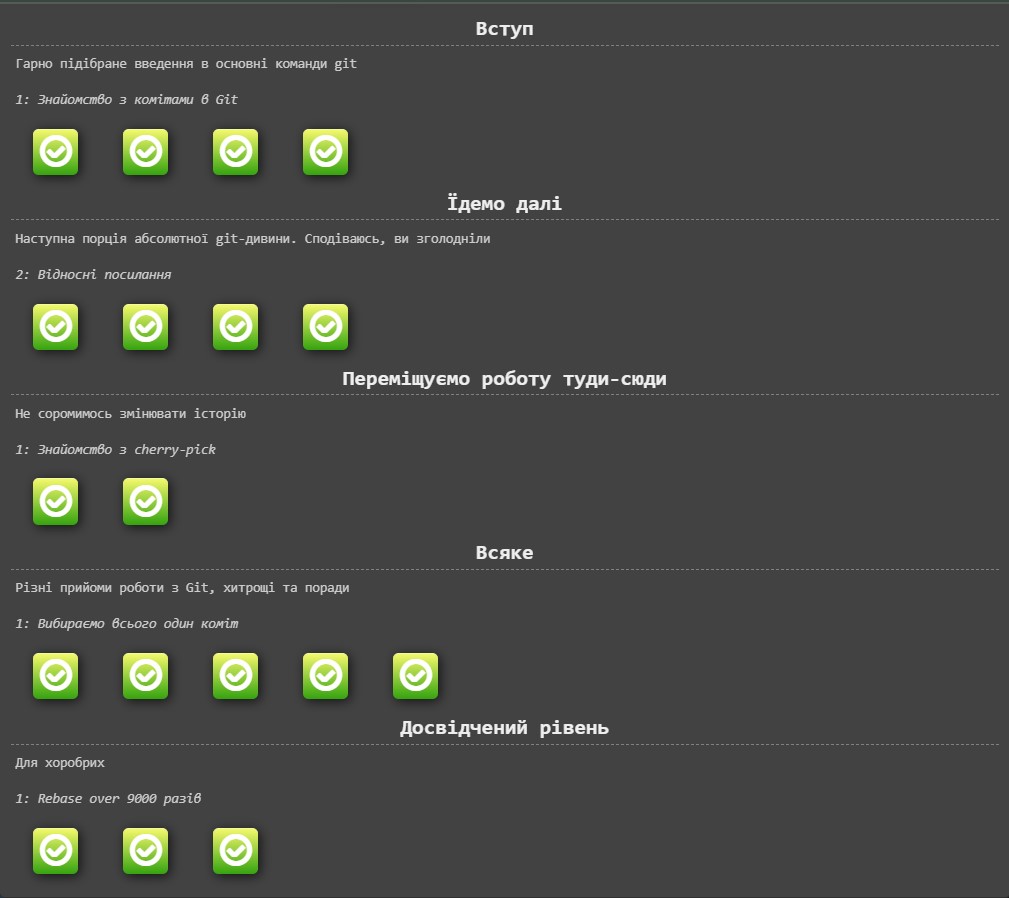 Вступ
Гарно підібране введення в основні команди git
1: Знайомство з комітами в Git
Їдемо далі
Наступна порція абсолютної git-дивини. Сподіваюсь, ви зголодніли
2: Відносні посилання
Переміщуємо роботу туди-сюди
Не соромимось змінювати історію
1: Знайомство з cherry-pick
Всяке
Різні прийоми роботи з Git, хитрощі та поради
1: Вибираємо всього один коміт
Досвідчений рівень
Для хоробрих
1: Rebase over 9000 разів